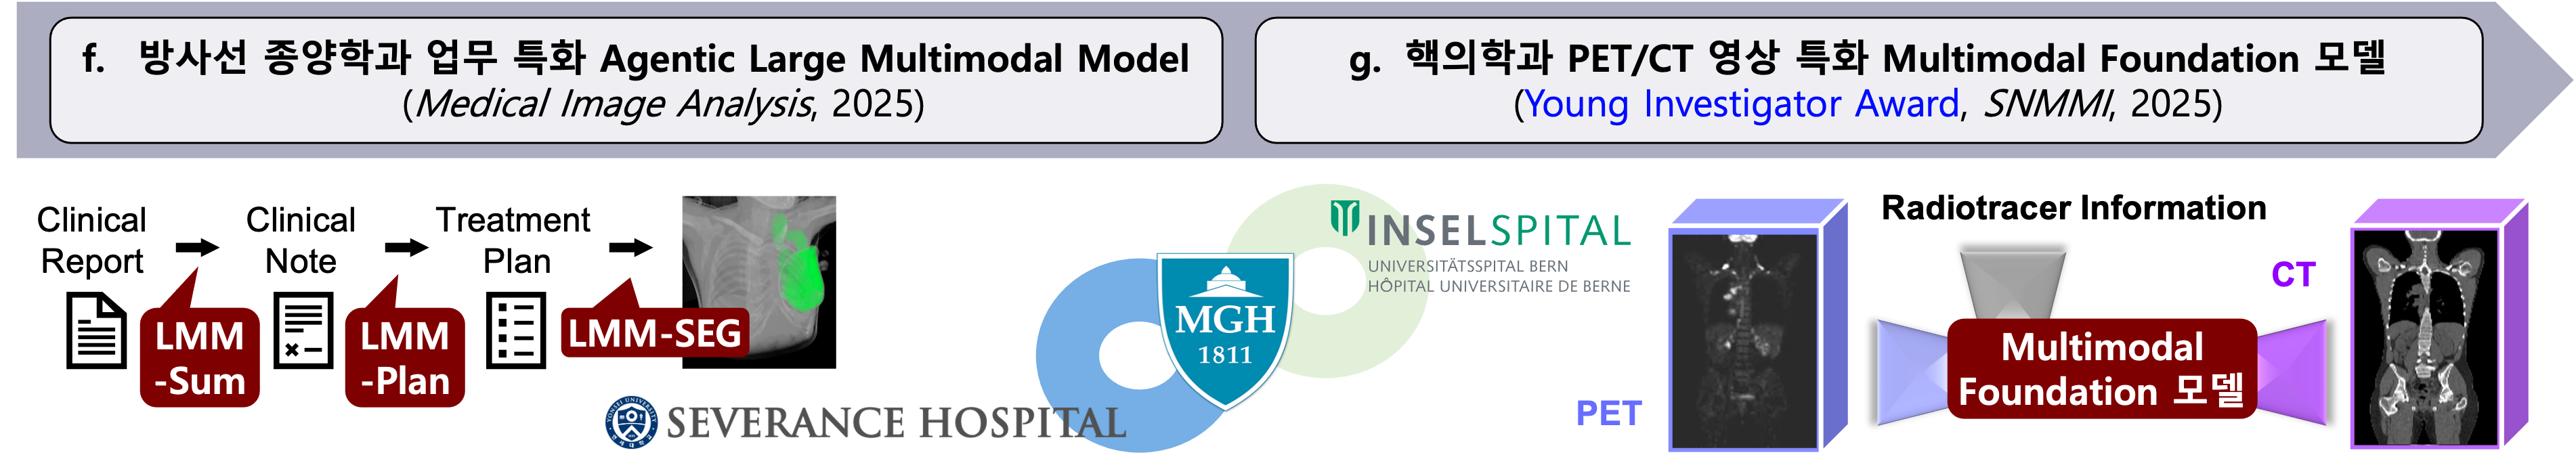 f. 방사선 종양학과 업무 특화 Agentic Large Multimodal Model
(Medical Image Analysis, 2025)
g. 핵의학과 PET/CT 영상 특화 Multimodal Foundation 모델
(Young Investigator Award, SNMMI, 2025)
Clinical
Report
Clinical
Note
Treatment
Plan
LMM
-Sum
LMM
-Plan
LMM-SEG
SEVERANCE HOSPITAL
MGH
1811
INSELSPITAL
UNIVERSITÄTSSPITAL BERN
HÔPITAL UNIVERSITAIRE DE BERNE
PET
Radiotracer Information
Multimodal
Foundation 모델
CT